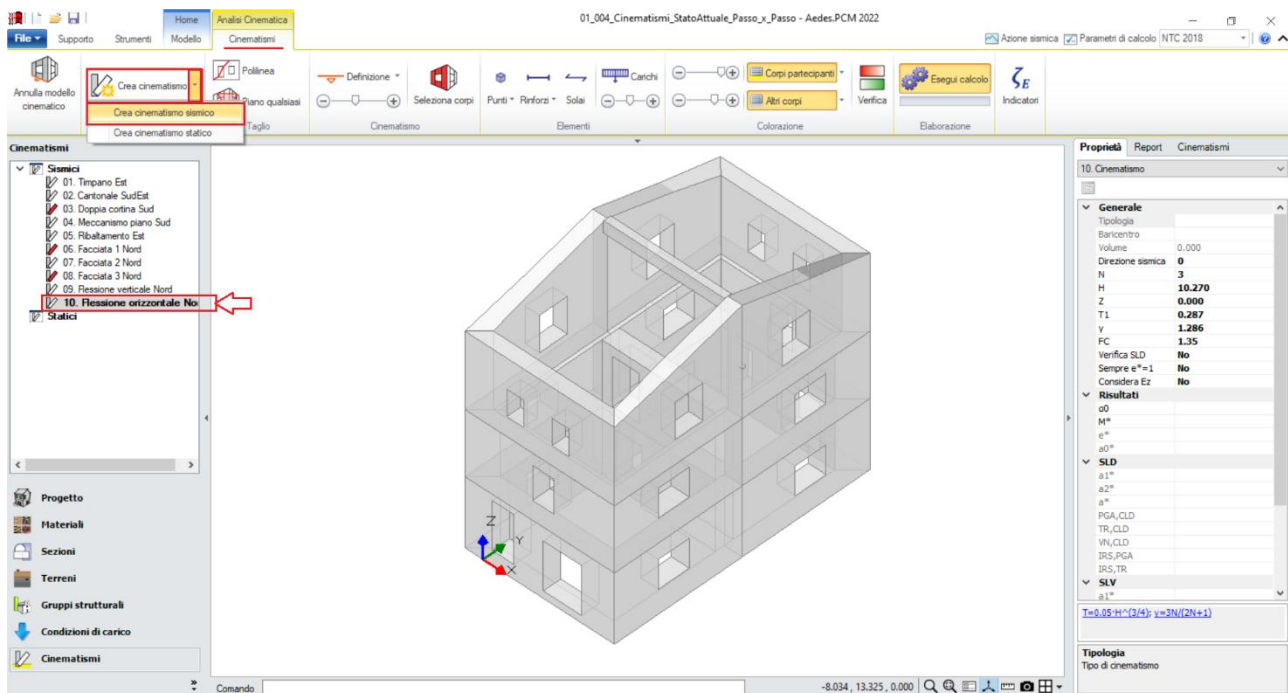 01_004_Cinematismi_StatoAttuale_Passo_x_Passo - Aedes.PCM 2022
Home
Analisi Cinematica
File
Supporto
Strumenti
Modello
Cinematismi
Azione sismica
Parametri di calcolo
NTC 2018
Annulla modello
cinematico
Crea cinematismo
Crea cinematismo sismico
Crea cinematismo statico
Polilinea
Piano qualsiasi
Taglio
Definizione
Seleziona corpi
Cinematismo
Punti
Rinforzi
Solai
Carichi
Elementi
Corpi partecipanti
Altri corpi
Verifica
Colorazione
Esegui calcolo
Elaborazione
ζE
Indicatori
Cinematismi
Sismici
01. Timpano Est
02. Cantonale SudEst
03. Doppia cortina Sud
04. Meccanismo piano Sud
05. Ribaltamento Est
06. Facciata 1 Nord
07. Facciata 2 Nord
08. Facciata 3 Nord
09. Flessione verticale Nord
10. Flessione orizzontale No
Statici
Progetto
Materiali
Sezioni
Terreni
Gruppi strutturali
Condizioni di carico
Cinematismi
Z
Y
X
Proprietà Report Cinematismi
10. Cinematismo
Generale
Tipologia
Baricentro
Volume 0.000
Direzione sismica 0
N 3
H 10.270
Z 0.000
T1 0.287
γ 1.286
FC 1.35
Verifica SLD No
Sempre e*=1 No
Considera Ez No
Risultati
α0
M*
e*
a0*
SLD
a1*
a2*
a*
PGA,CLD
TR,CLD
VN,CLD
IRS,PGA
IRS,TR
SLV
a1*
T=0.05·H^(3/4); γ=3N/(2N+1)
Tipologia
Tipo di cinematismo
Comando
-8.034 , 13.325 , 0.000